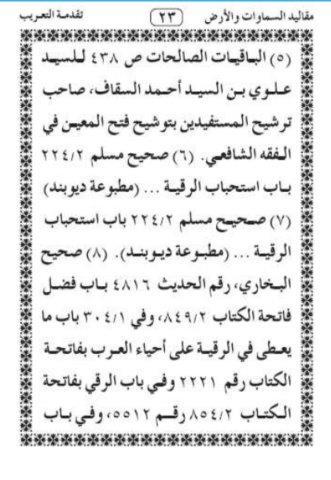 مقاليد السماوات والأرض ٢٣ تقدمة التعريب
(٥) الباقيات الصالحات ص ٤٣٨ للسيد
علوي بن السيد أحمد السقاف، صاحب
ترشيح المستفيدين بتوشيح فتح المعين في
الفقه الشافعي. (٦) صحيح مسلم ٢٢٤/٢
باب استحباب الرقية ... (مطبوعة ديوبند)
(٧) صحيح مسلم ٢٢٤/٢ باب استحباب
الرقية ... (مطبوعة ديوبند). (٨) صحيح
البخاري، رقم الحديث ٤٨١٦ باب فضل
فاتحة الكتاب ٨٤٩/٢، وفي ٣٠٤/١ باب ما
يعطى في الرقية على أحياء العرب بفاتحة
الكتاب رقم ٢٢٢١ وفي باب الرقي بفاتحة
الكتاب ٨٥٤/٢ رقم ٥٥١٢، وفي باب